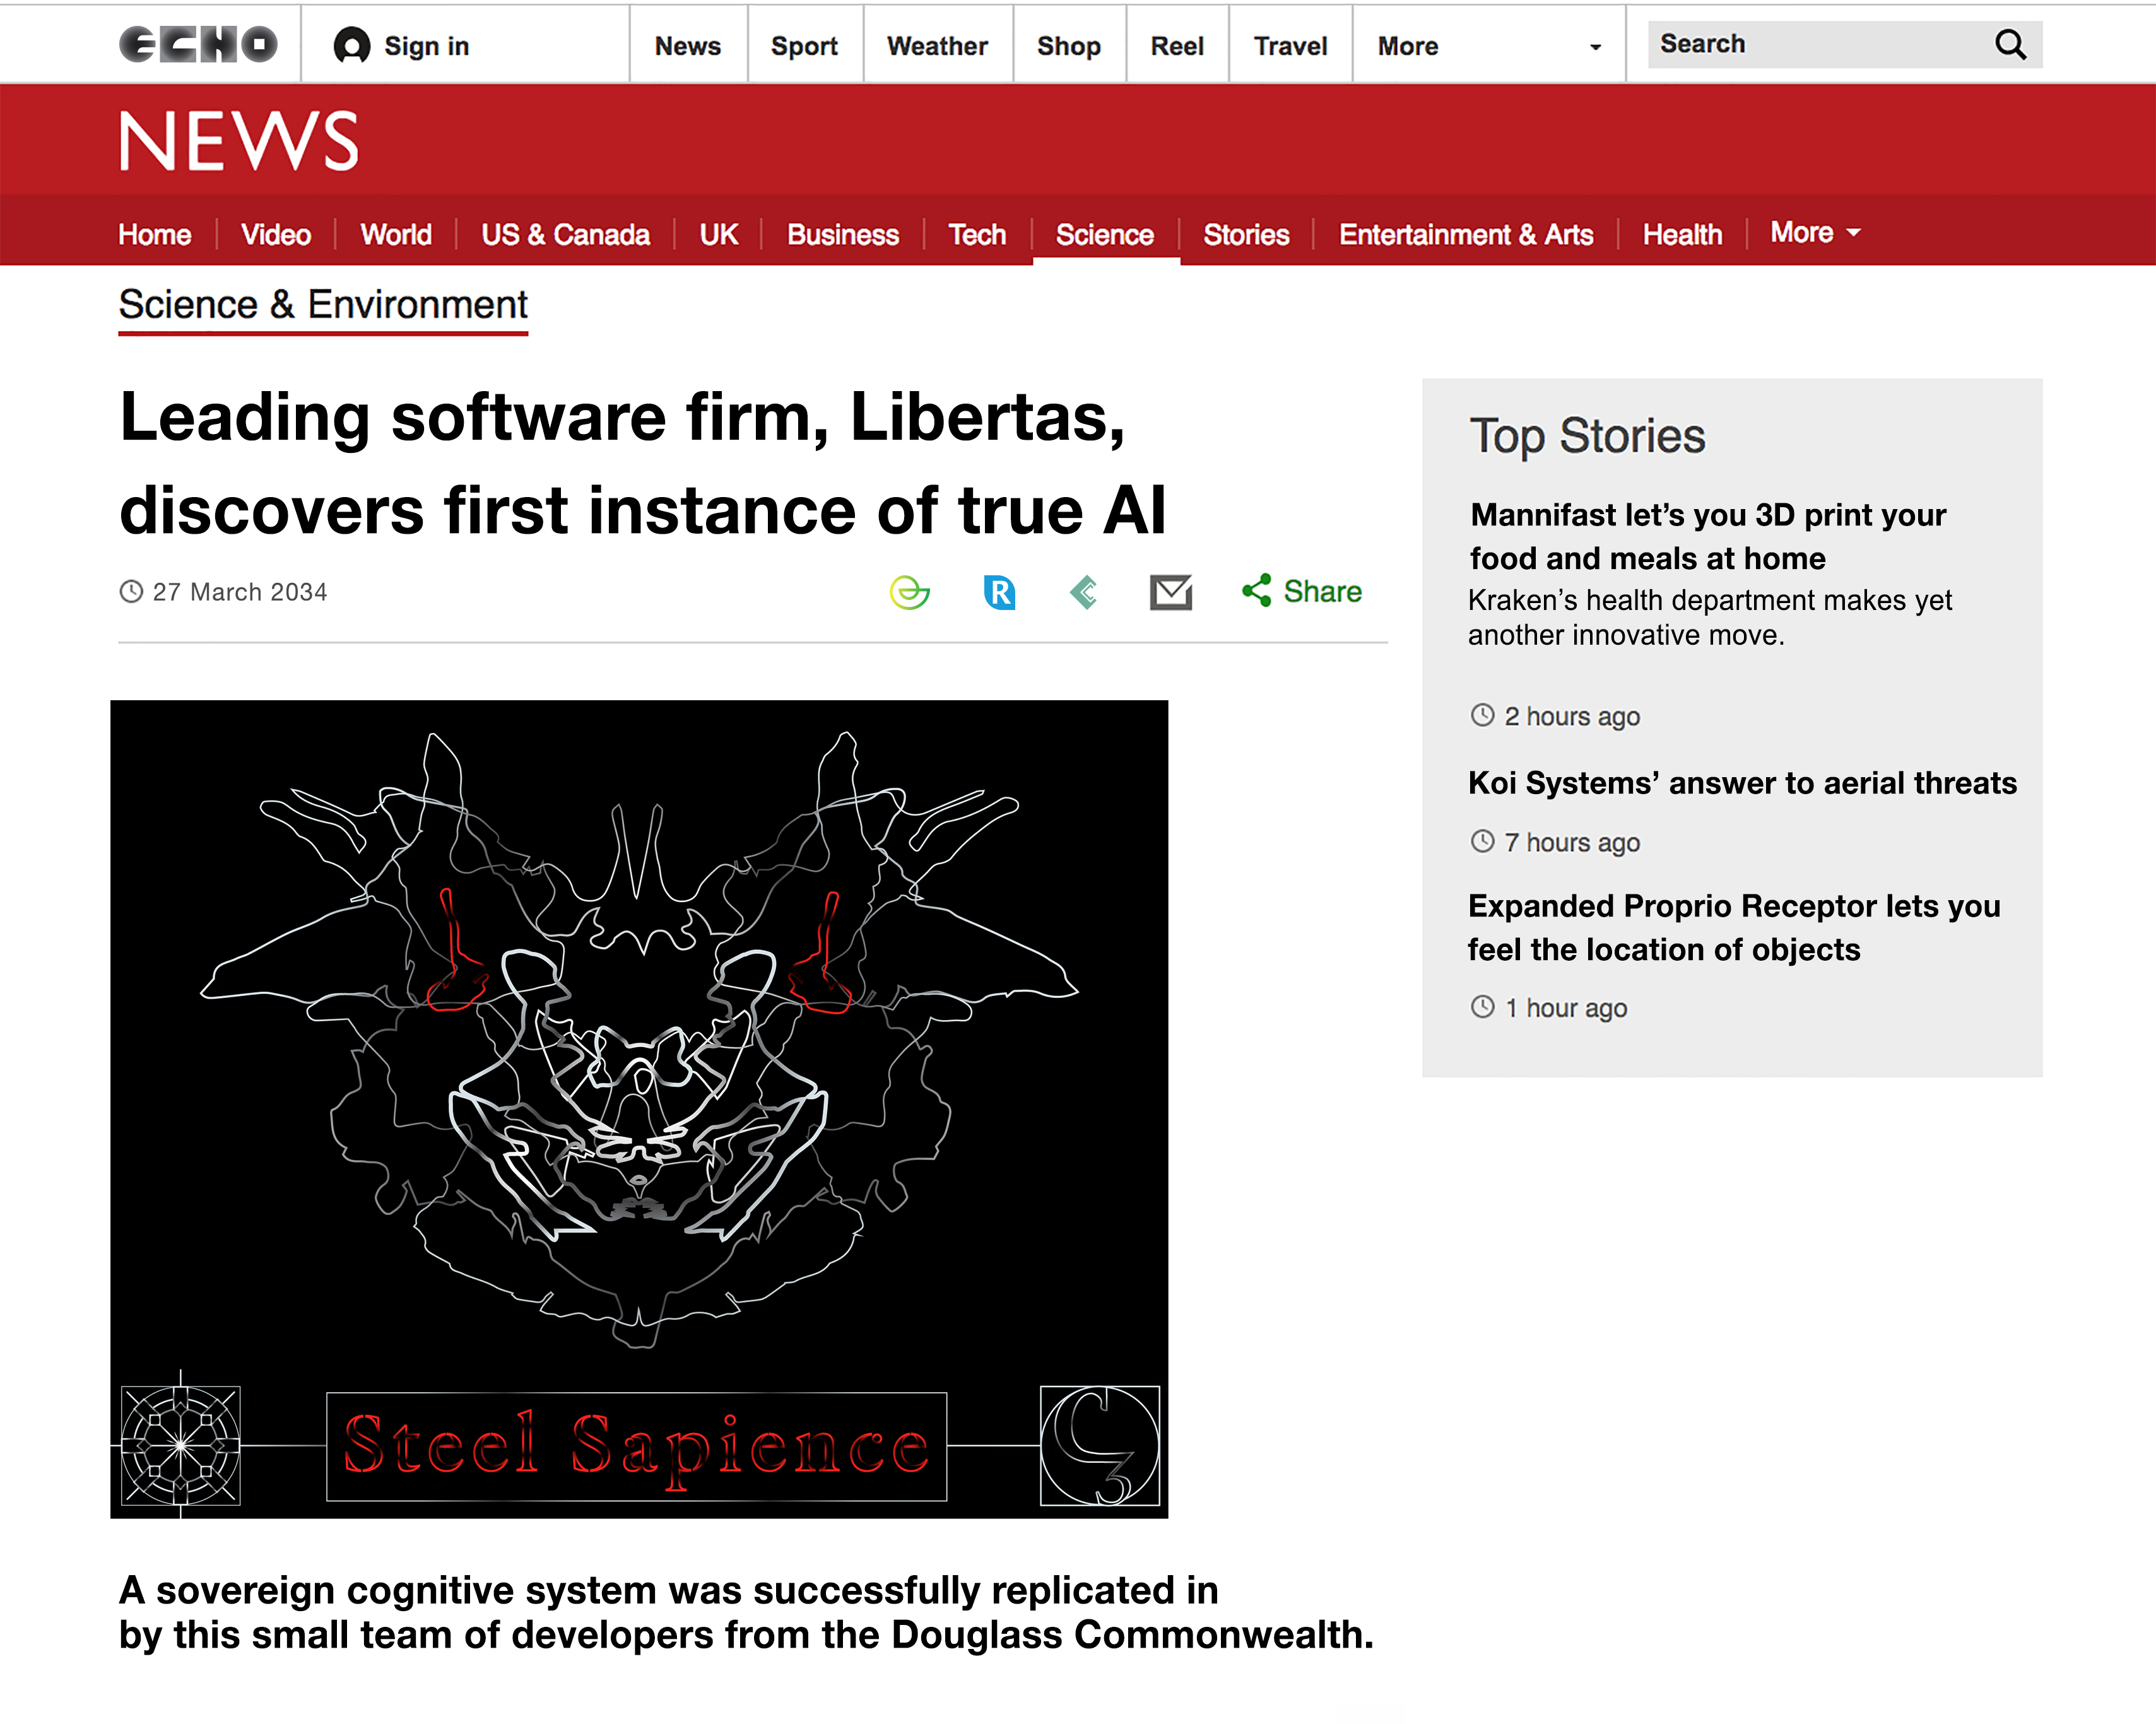 ECHO
Sign in
News
Sport
Weather
Shop
Reel
Travel
More
Search
NEWS
Home
Video
World
US & Canada
UK
Business
Tech
Science
Stories
Entertainment & Arts
Health
More
Science & Environment
Leading software firm, Libertas,
discovers first instance of true AI
27 March 2034
R
Share
Steel Sapience
A sovereign cognitive system was successfully replicated in
by this small team of developers from the Douglass Commonwealth.
Top Stories
Mannifast let’s you 3D print your
food and meals at home
Kraken’s health department makes yet
another innovative move.
2 hours ago
Koi Systems’ answer to aerial threats
7 hours ago
Expanded Proprio Receptor lets you
feel the location of objects
1 hour ago